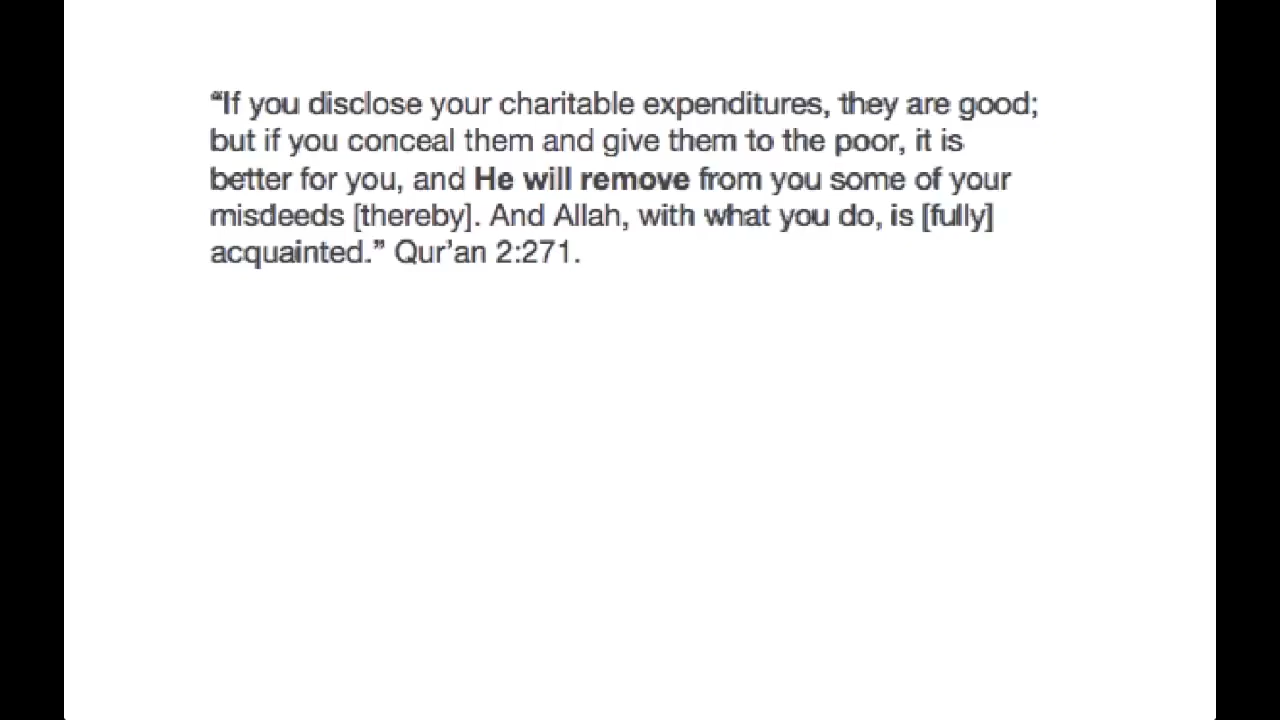 “If you disclose your charitable expenditures, they are good;
but if you conceal them and give them to the poor, it is
better for you, and He will remove from you some of your
misdeeds [thereby]. And Allah, with what you do, is [fully]
acquainted.” Qur’an 2:271.